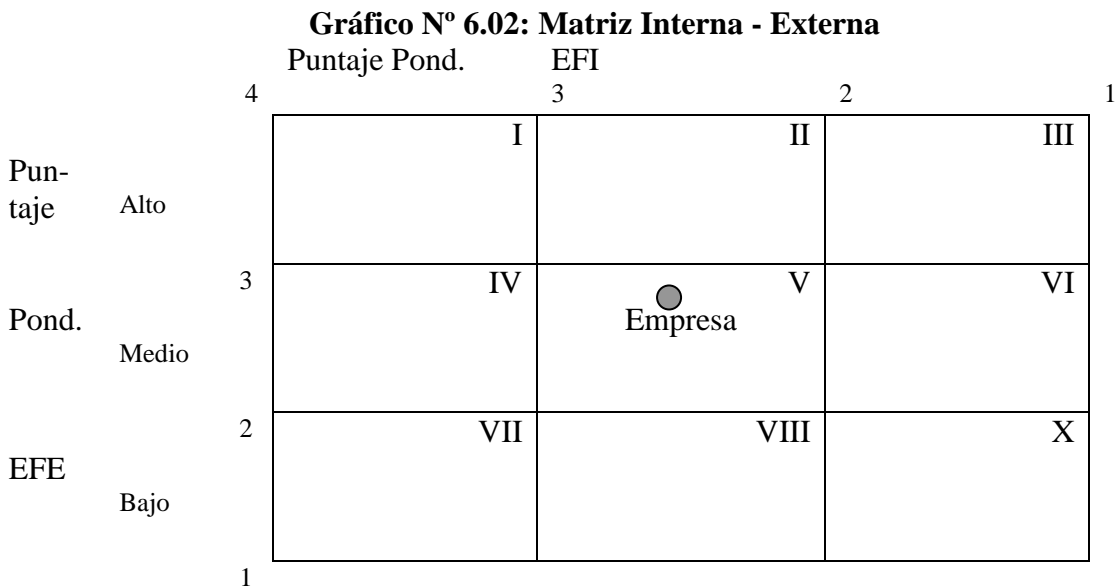 Gráfico Nº 6.02: Matriz Interna - Externa
Puntaje Pond. EFI
4 3 2 1
I II III
Pun-
taje Alto
3 IV V VI
Pond. Empresa
Medio
2 VII VIII X
EFE
Bajo
1